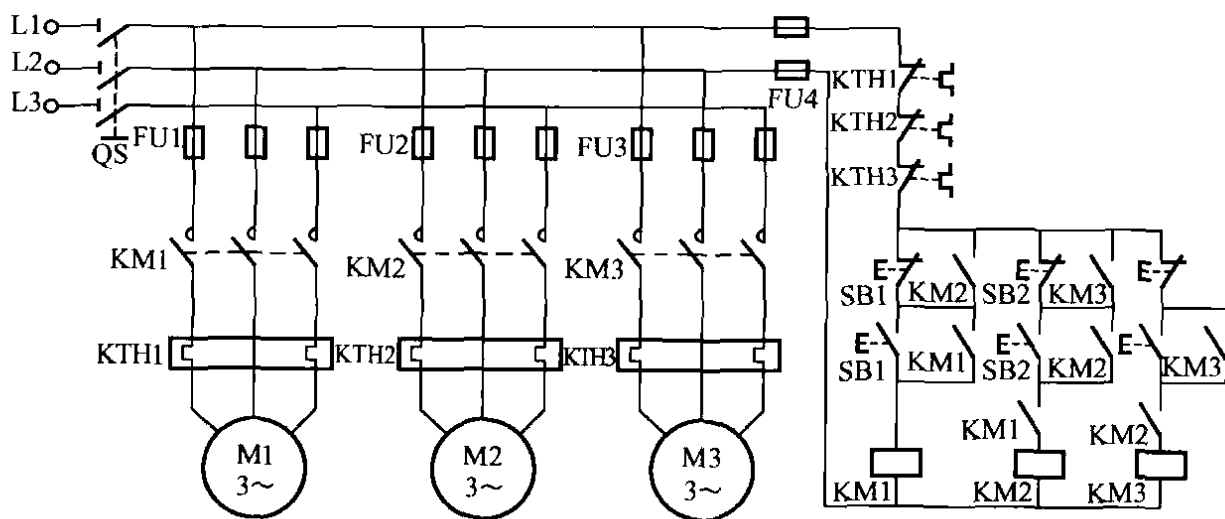 L1
L2
L3
QS
FU1
FU2
FU3
FU4
KTH1
KTH2
KTH3
KM1
KM2
KM3
SB1
KM2
SB2
KM3
KTH1
KTH2
KTH3
SB1
KM1
SB2
KM2
KM3
KM1
KM2
M1
3~
M2
3~
M3
3~
KM1
KM2
KM3